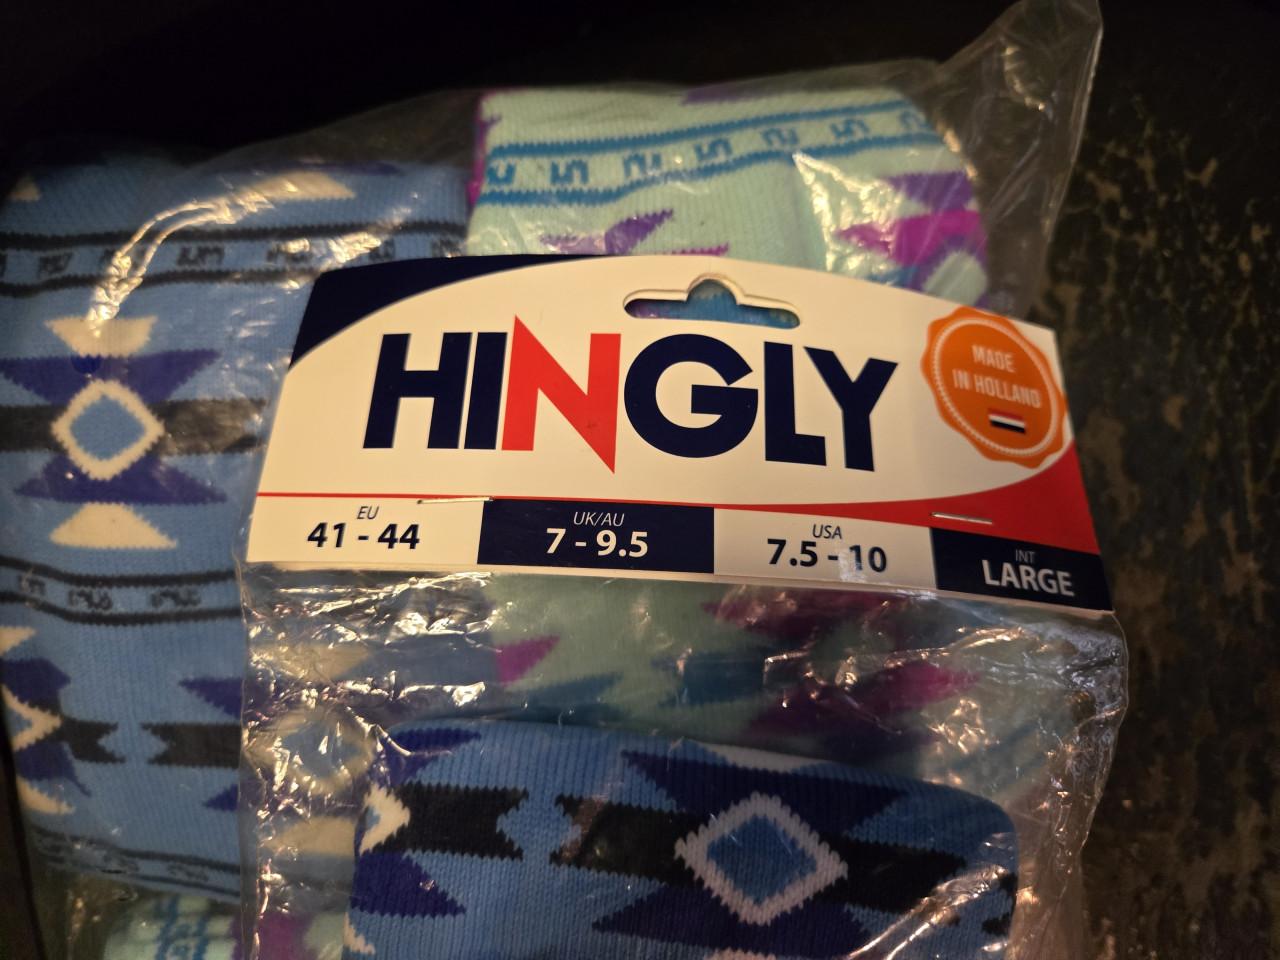 HINGLY
MADE
IN HOLLAND
EU
41 - 44
UK/AU
7 - 9.5
USA
7.5 - 10
INT
LARGE